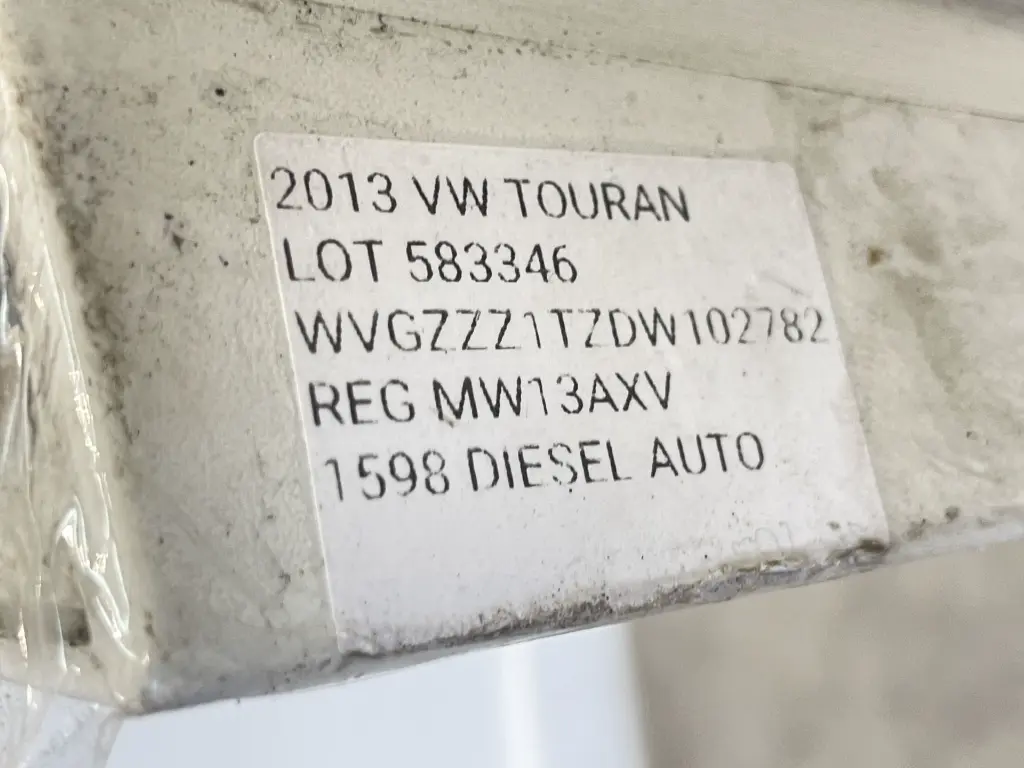 2013 VW TOURAN
LOT 583346
WVGZZZ1TZDW102782
REG MW13AXV
1598 DIESEL AUTO